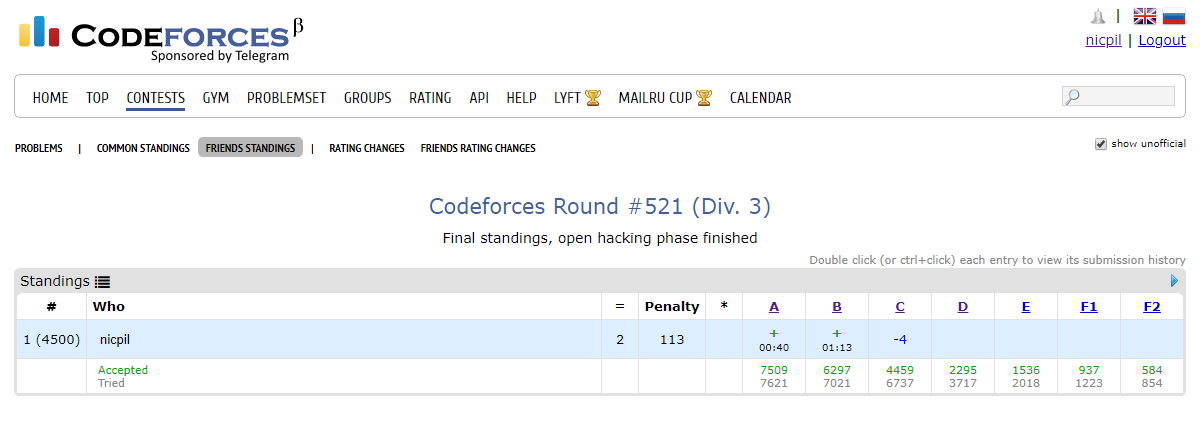 CODEFORCES β
Sponsored by Telegram
|
nicpil | Logout
HOME TOP CONTESTS GYM PROBLEMSET GROUPS RATING API HELP LYFT MAILRU CUP CALENDAR
PROBLEMS | COMMON STANDINGS FRIENDS STANDINGS | RATING CHANGES FRIENDS RATING CHANGES show unofficial
Codeforces Round #521 (Div. 3)
Final standings, open hacking phase finished
Double click (or ctrl+click) each entry to view its submission history
Standings
# Who = Penalty * A B C D E F1 F2
1 (4500) nicpil 2 113 + + -4
00:40 01:13
Accepted 7509 6297 4459 2295 1536 937 584
Tried 7621 7021 6737 3717 2018 1223 854